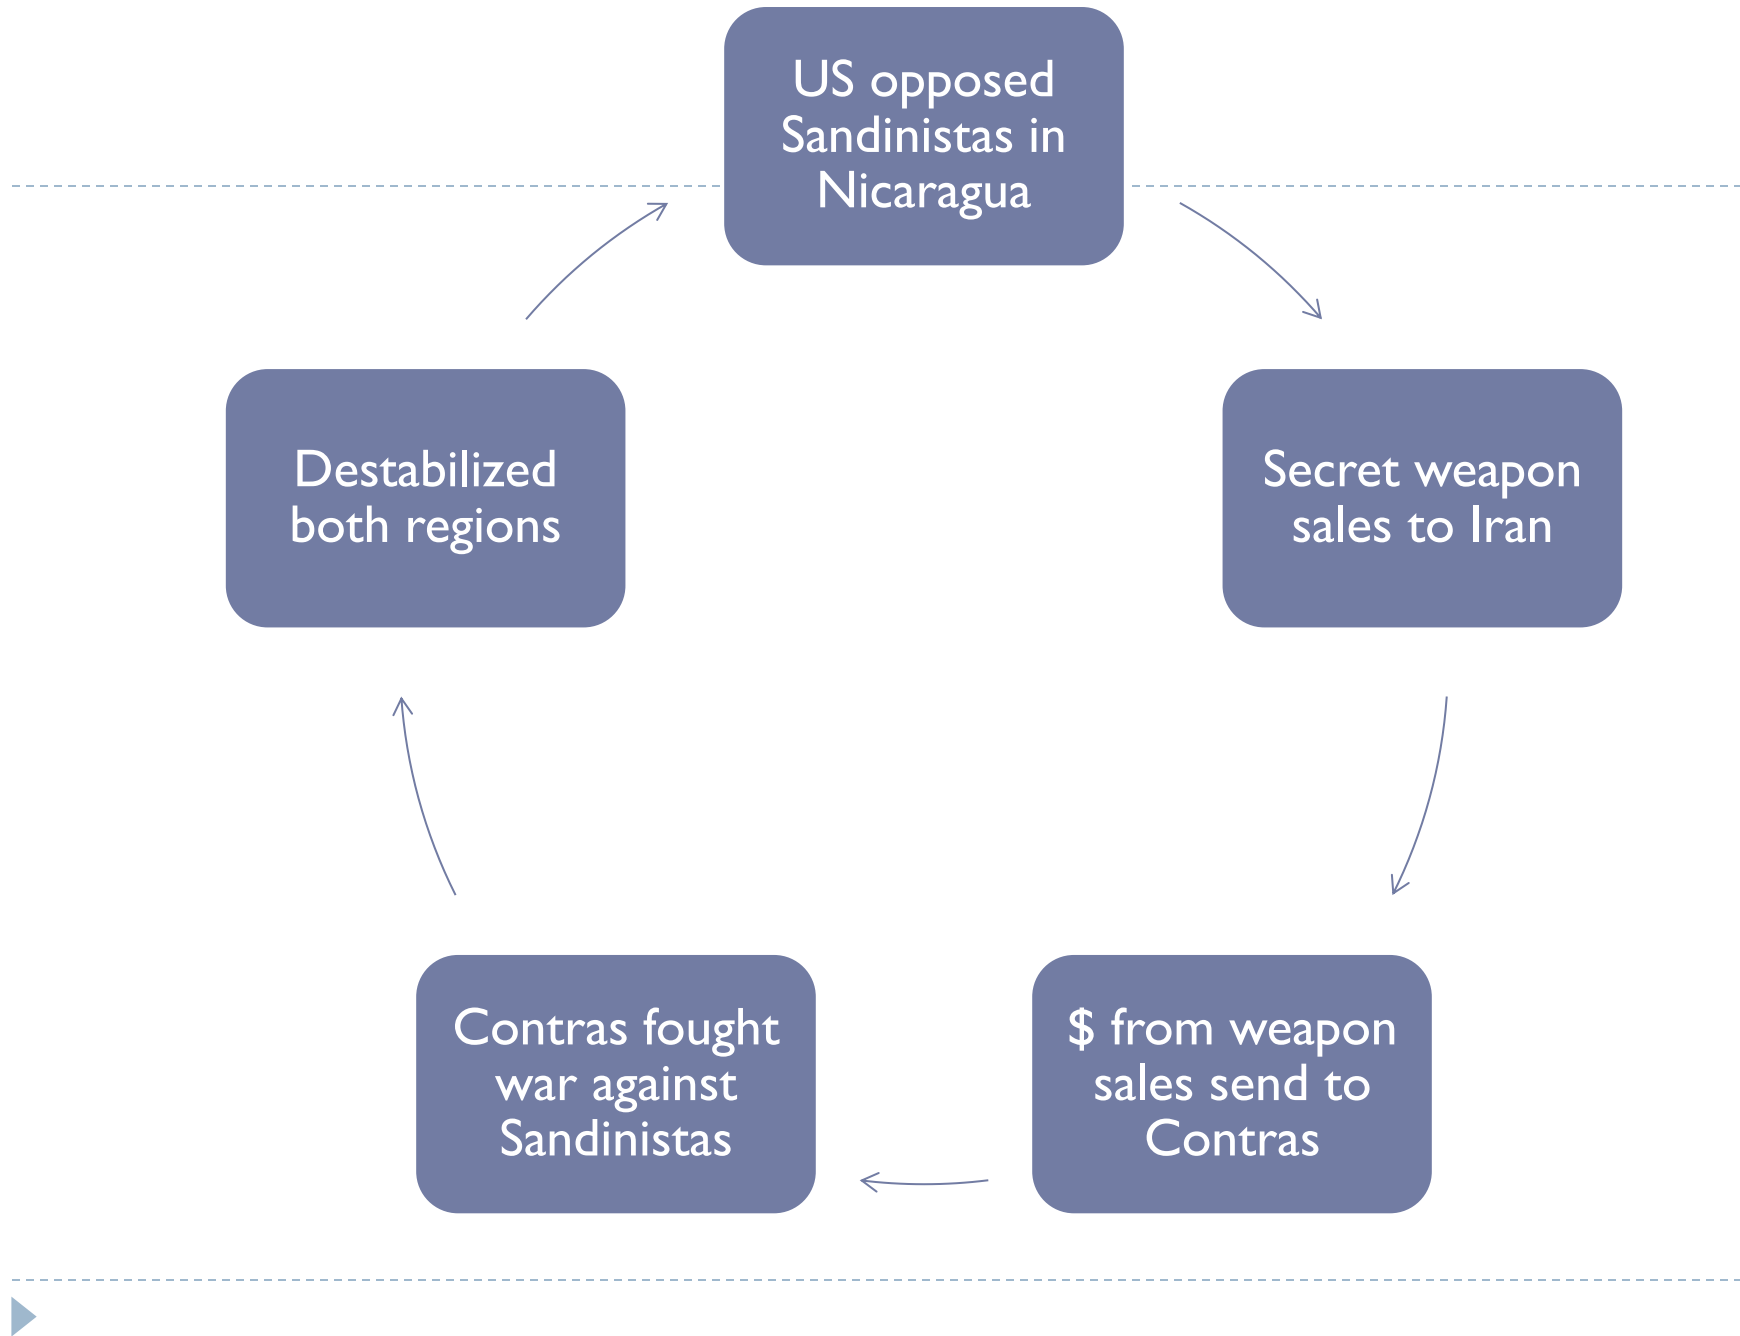 US opposed
Sandinistas in
Nicaragua
Secret weapon
sales to Iran
$ from weapon
sales send to
Contras
Contras fought
war against
Sandinistas
Destabilized
both regions